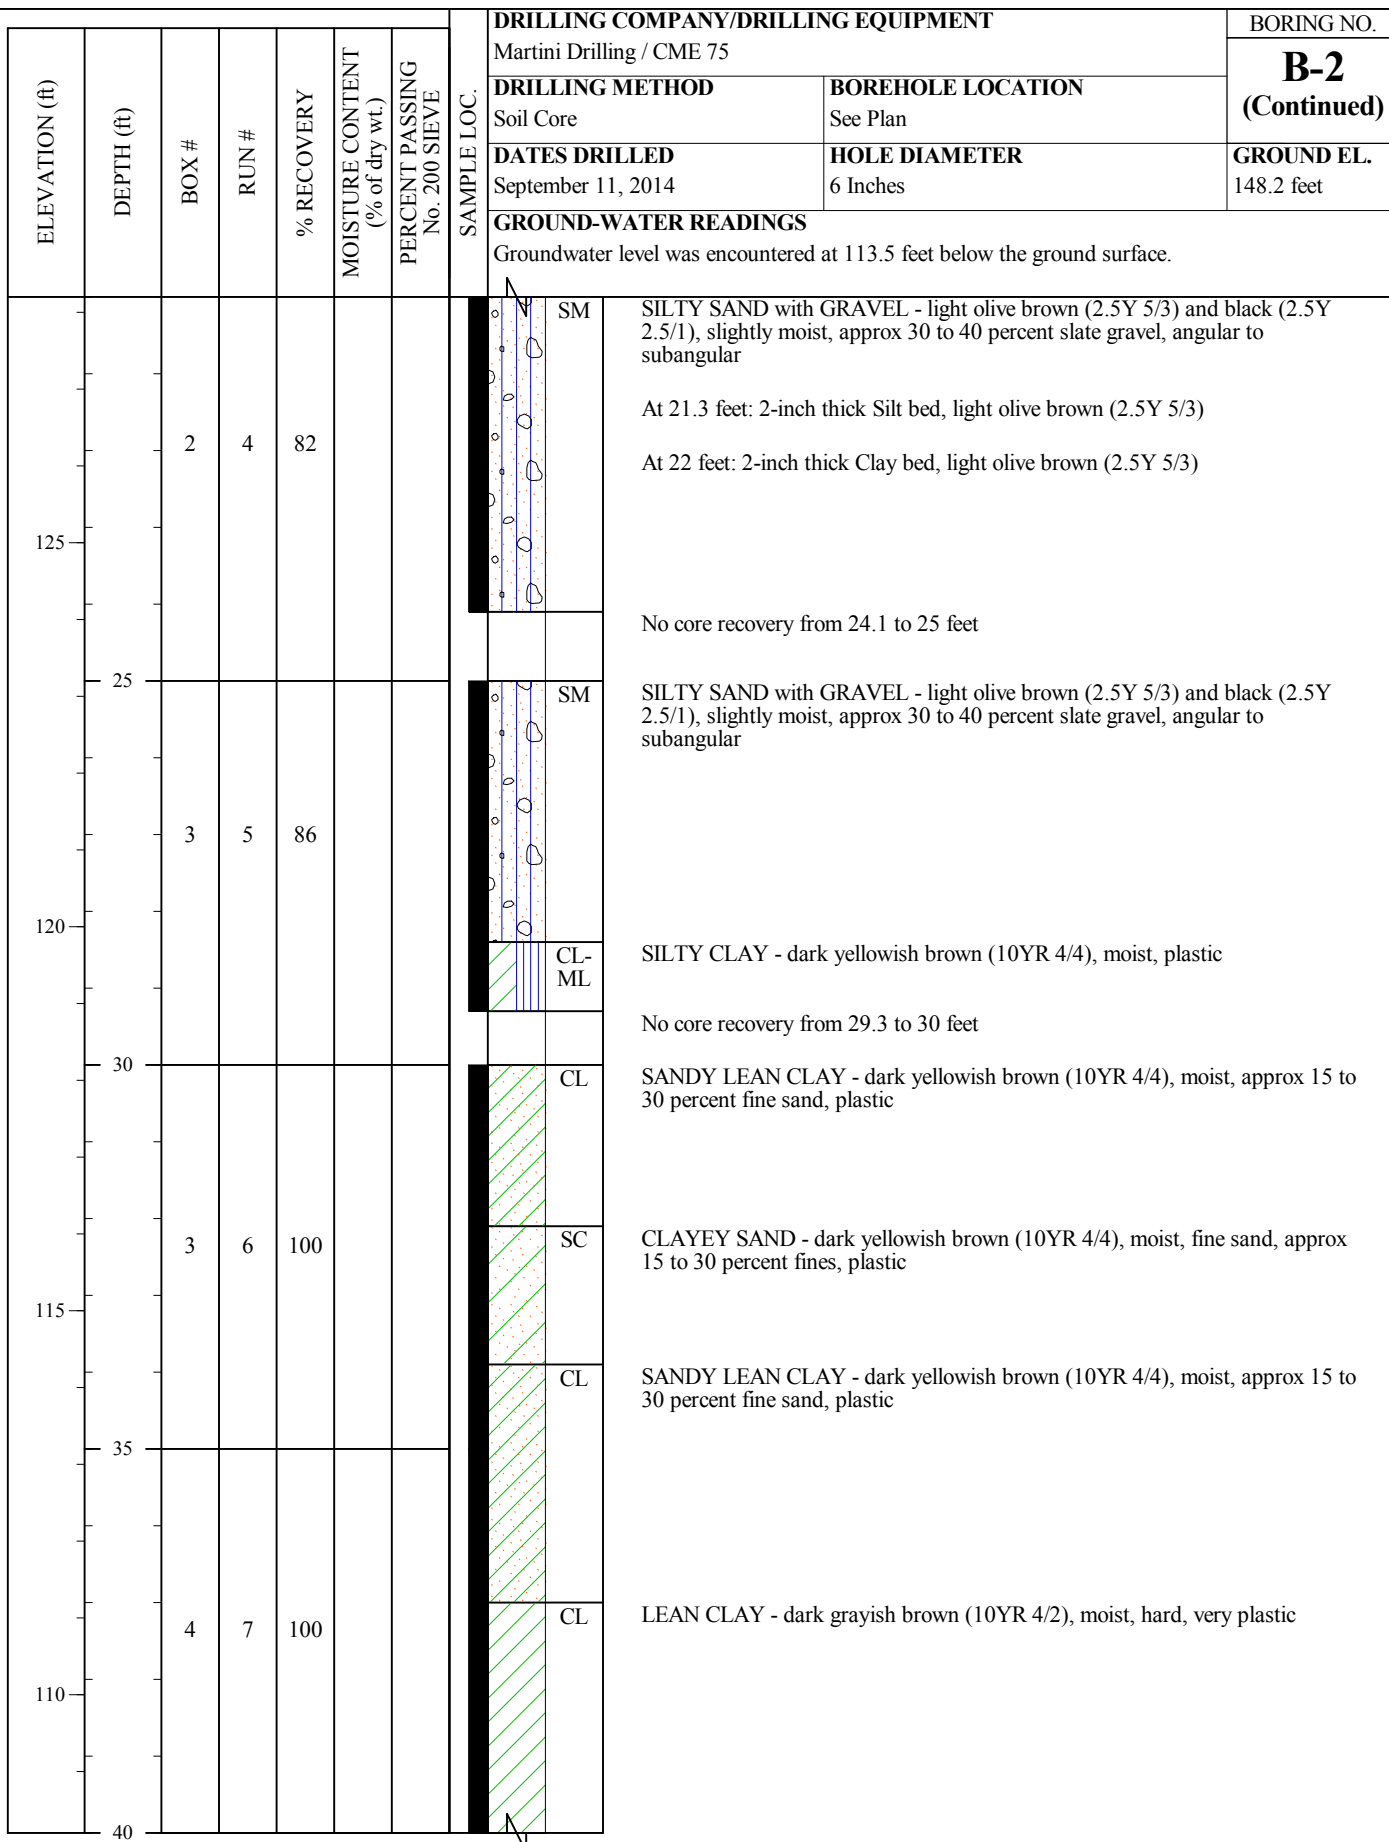 DRILLING COMPANY/DRILLING EQUIPMENT
Martini Drilling / CME 75
BORING NO.
B-2
(Continued)
DRILLING METHOD
Soil Core
BOREHOLE LOCATION
See Plan
DATES DRILLED
September 11, 2014
HOLE DIAMETER
6 Inches
GROUND EL.
148.2 feet
GROUND-WATER READINGS
Groundwater level was encountered at 113.5 feet below the ground surface.
ELEVATION (ft)
DEPTH (ft)
BOX #
RUN #
% RECOVERY
MOISTURE CONTENT
(% of dry wt.)
PERCENT PASSING
No. 200 SIEVE
SAMPLE LOC.
SM
SILTY SAND with GRAVEL - light olive brown (2.5Y 5/3) and black (2.5Y
2.5/1), slightly moist, approx 30 to 40 percent slate gravel, angular to
subangular
At 21.3 feet: 2-inch thick Silt bed, light olive brown (2.5Y 5/3)
2 4 82
At 22 feet: 2-inch thick Clay bed, light olive brown (2.5Y 5/3)
125
No core recovery from 24.1 to 25 feet
25
SM
SILTY SAND with GRAVEL - light olive brown (2.5Y 5/3) and black (2.5Y
2.5/1), slightly moist, approx 30 to 40 percent slate gravel, angular to
subangular
3 5 86
120
CL-
ML
SILTY CLAY - dark yellowish brown (10YR 4/4), moist, plastic
No core recovery from 29.3 to 30 feet
30
CL
SANDY LEAN CLAY - dark yellowish brown (10YR 4/4), moist, approx 15 to
30 percent fine sand, plastic
3 6 100
SC
CLAYEY SAND - dark yellowish brown (10YR 4/4), moist, fine sand, approx
15 to 30 percent fines, plastic
115
CL
SANDY LEAN CLAY - dark yellowish brown (10YR 4/4), moist, approx 15 to
30 percent fine sand, plastic
35
CL
LEAN CLAY - dark grayish brown (10YR 4/2), moist, hard, very plastic
4 7 100
110
40